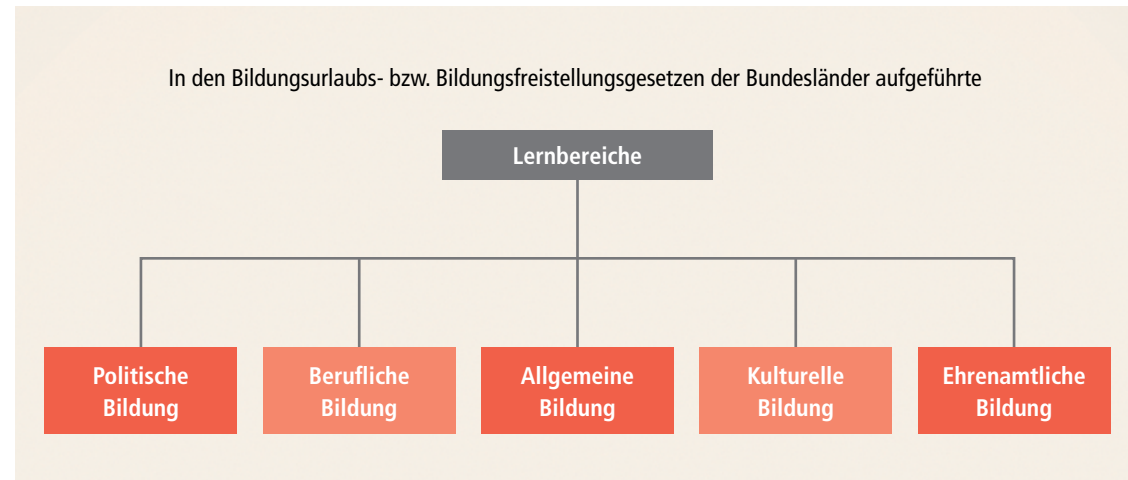 In den Bildungsurlaubs- bzw. Bildungsfreistellungsgesetzen der Bundesländer aufgeführte
Lernbereiche
Politische
Bildung
Berufliche
Bildung
Allgemeine
Bildung
Kulturelle
Bildung
Ehrenamtliche
Bildung